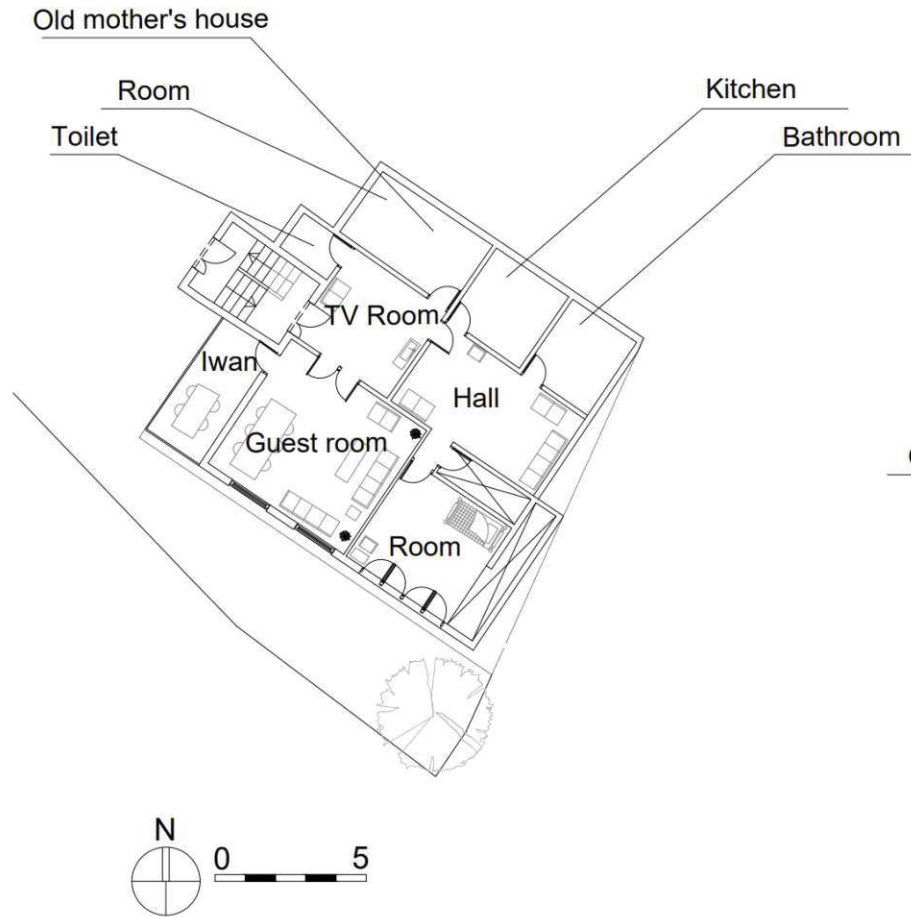 Old mother's house
Room
Kitchen
Toilet
Bathroom
TV Room
Iwan
Hall
Guest room
Room
N
0 5